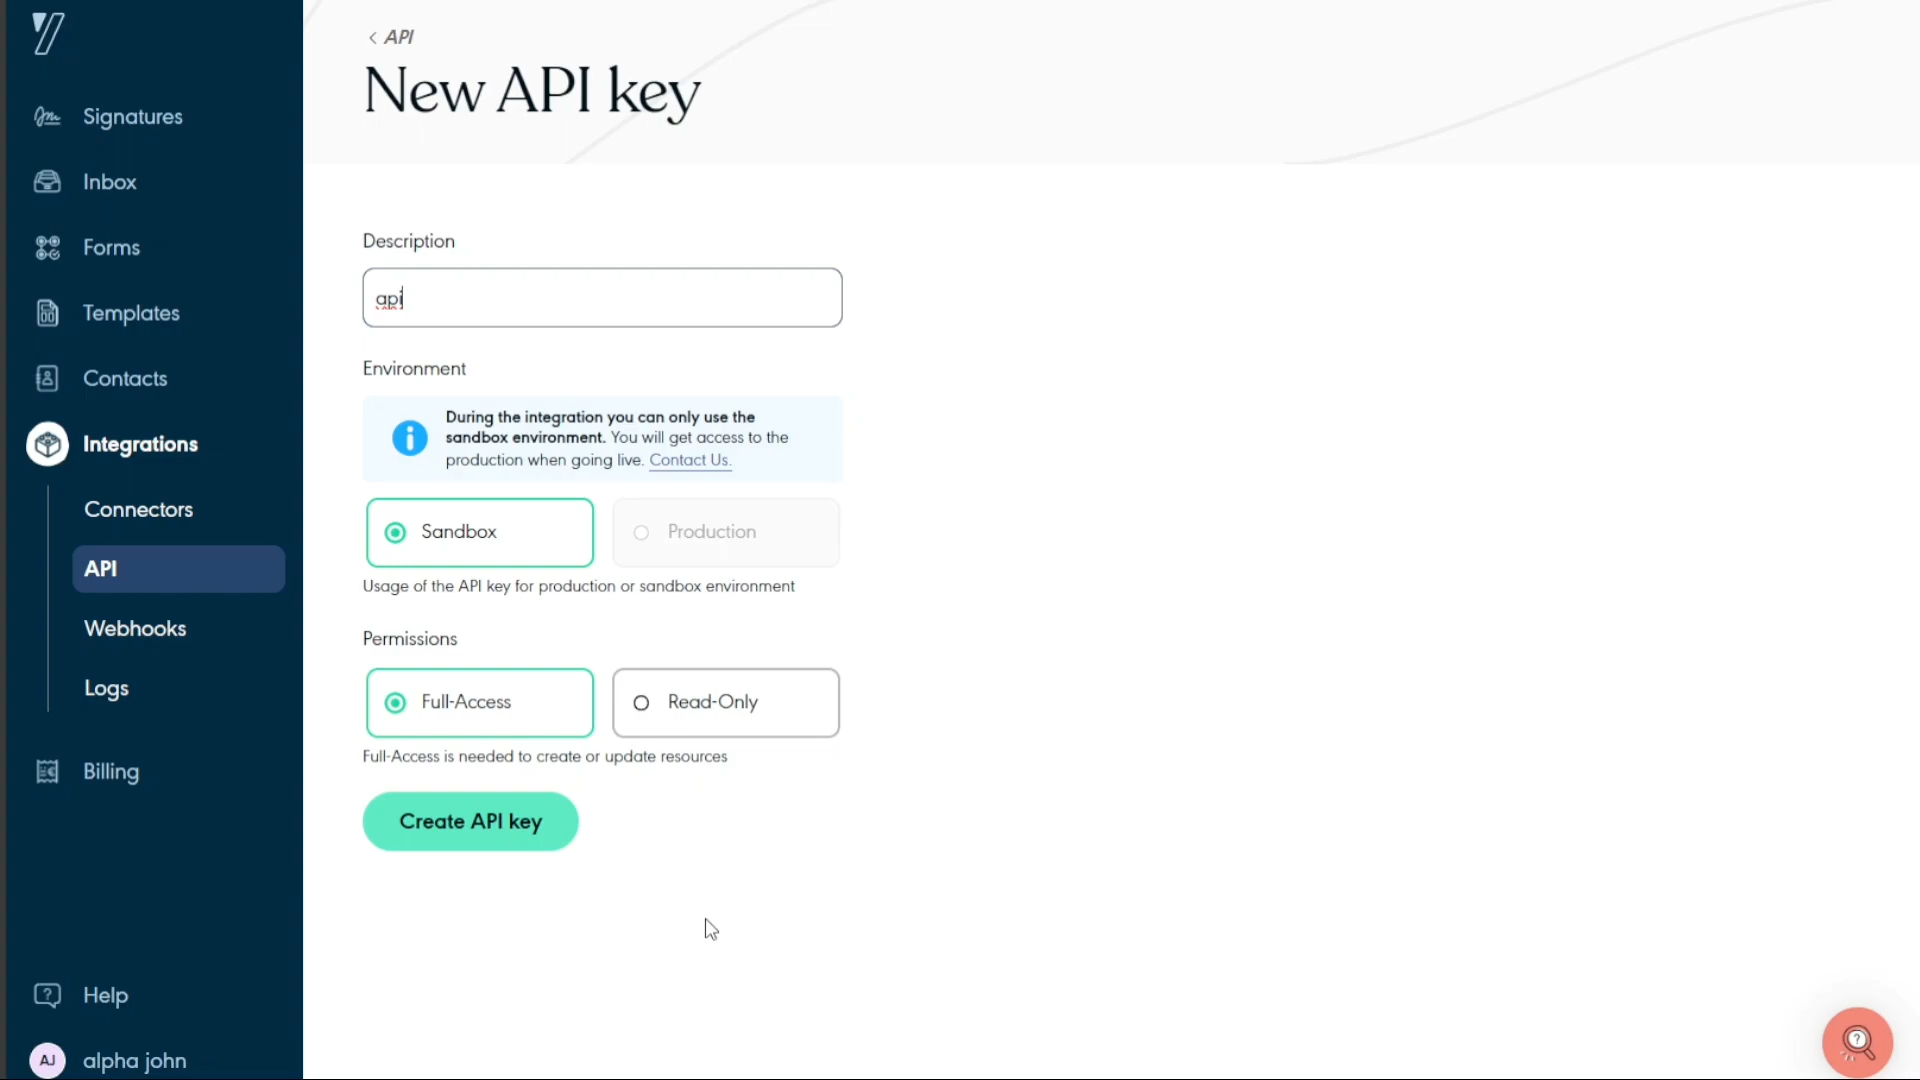 API
New API key
Signatures
Inbox
Forms
Templates
Contacts
Integrations
Connectors
API
Webhooks
Logs
Billing
Help
AJ
alpha john
Description
api
Environment
During the integration you can only use the
sandbox environment. You will get access to the
production when going live. Contact Us.
Sandbox
Production
Usage of the API key for production or sandbox environment
Permissions
Full-Access
Read-Only
Full-Access is needed to create or update resources
Create API key